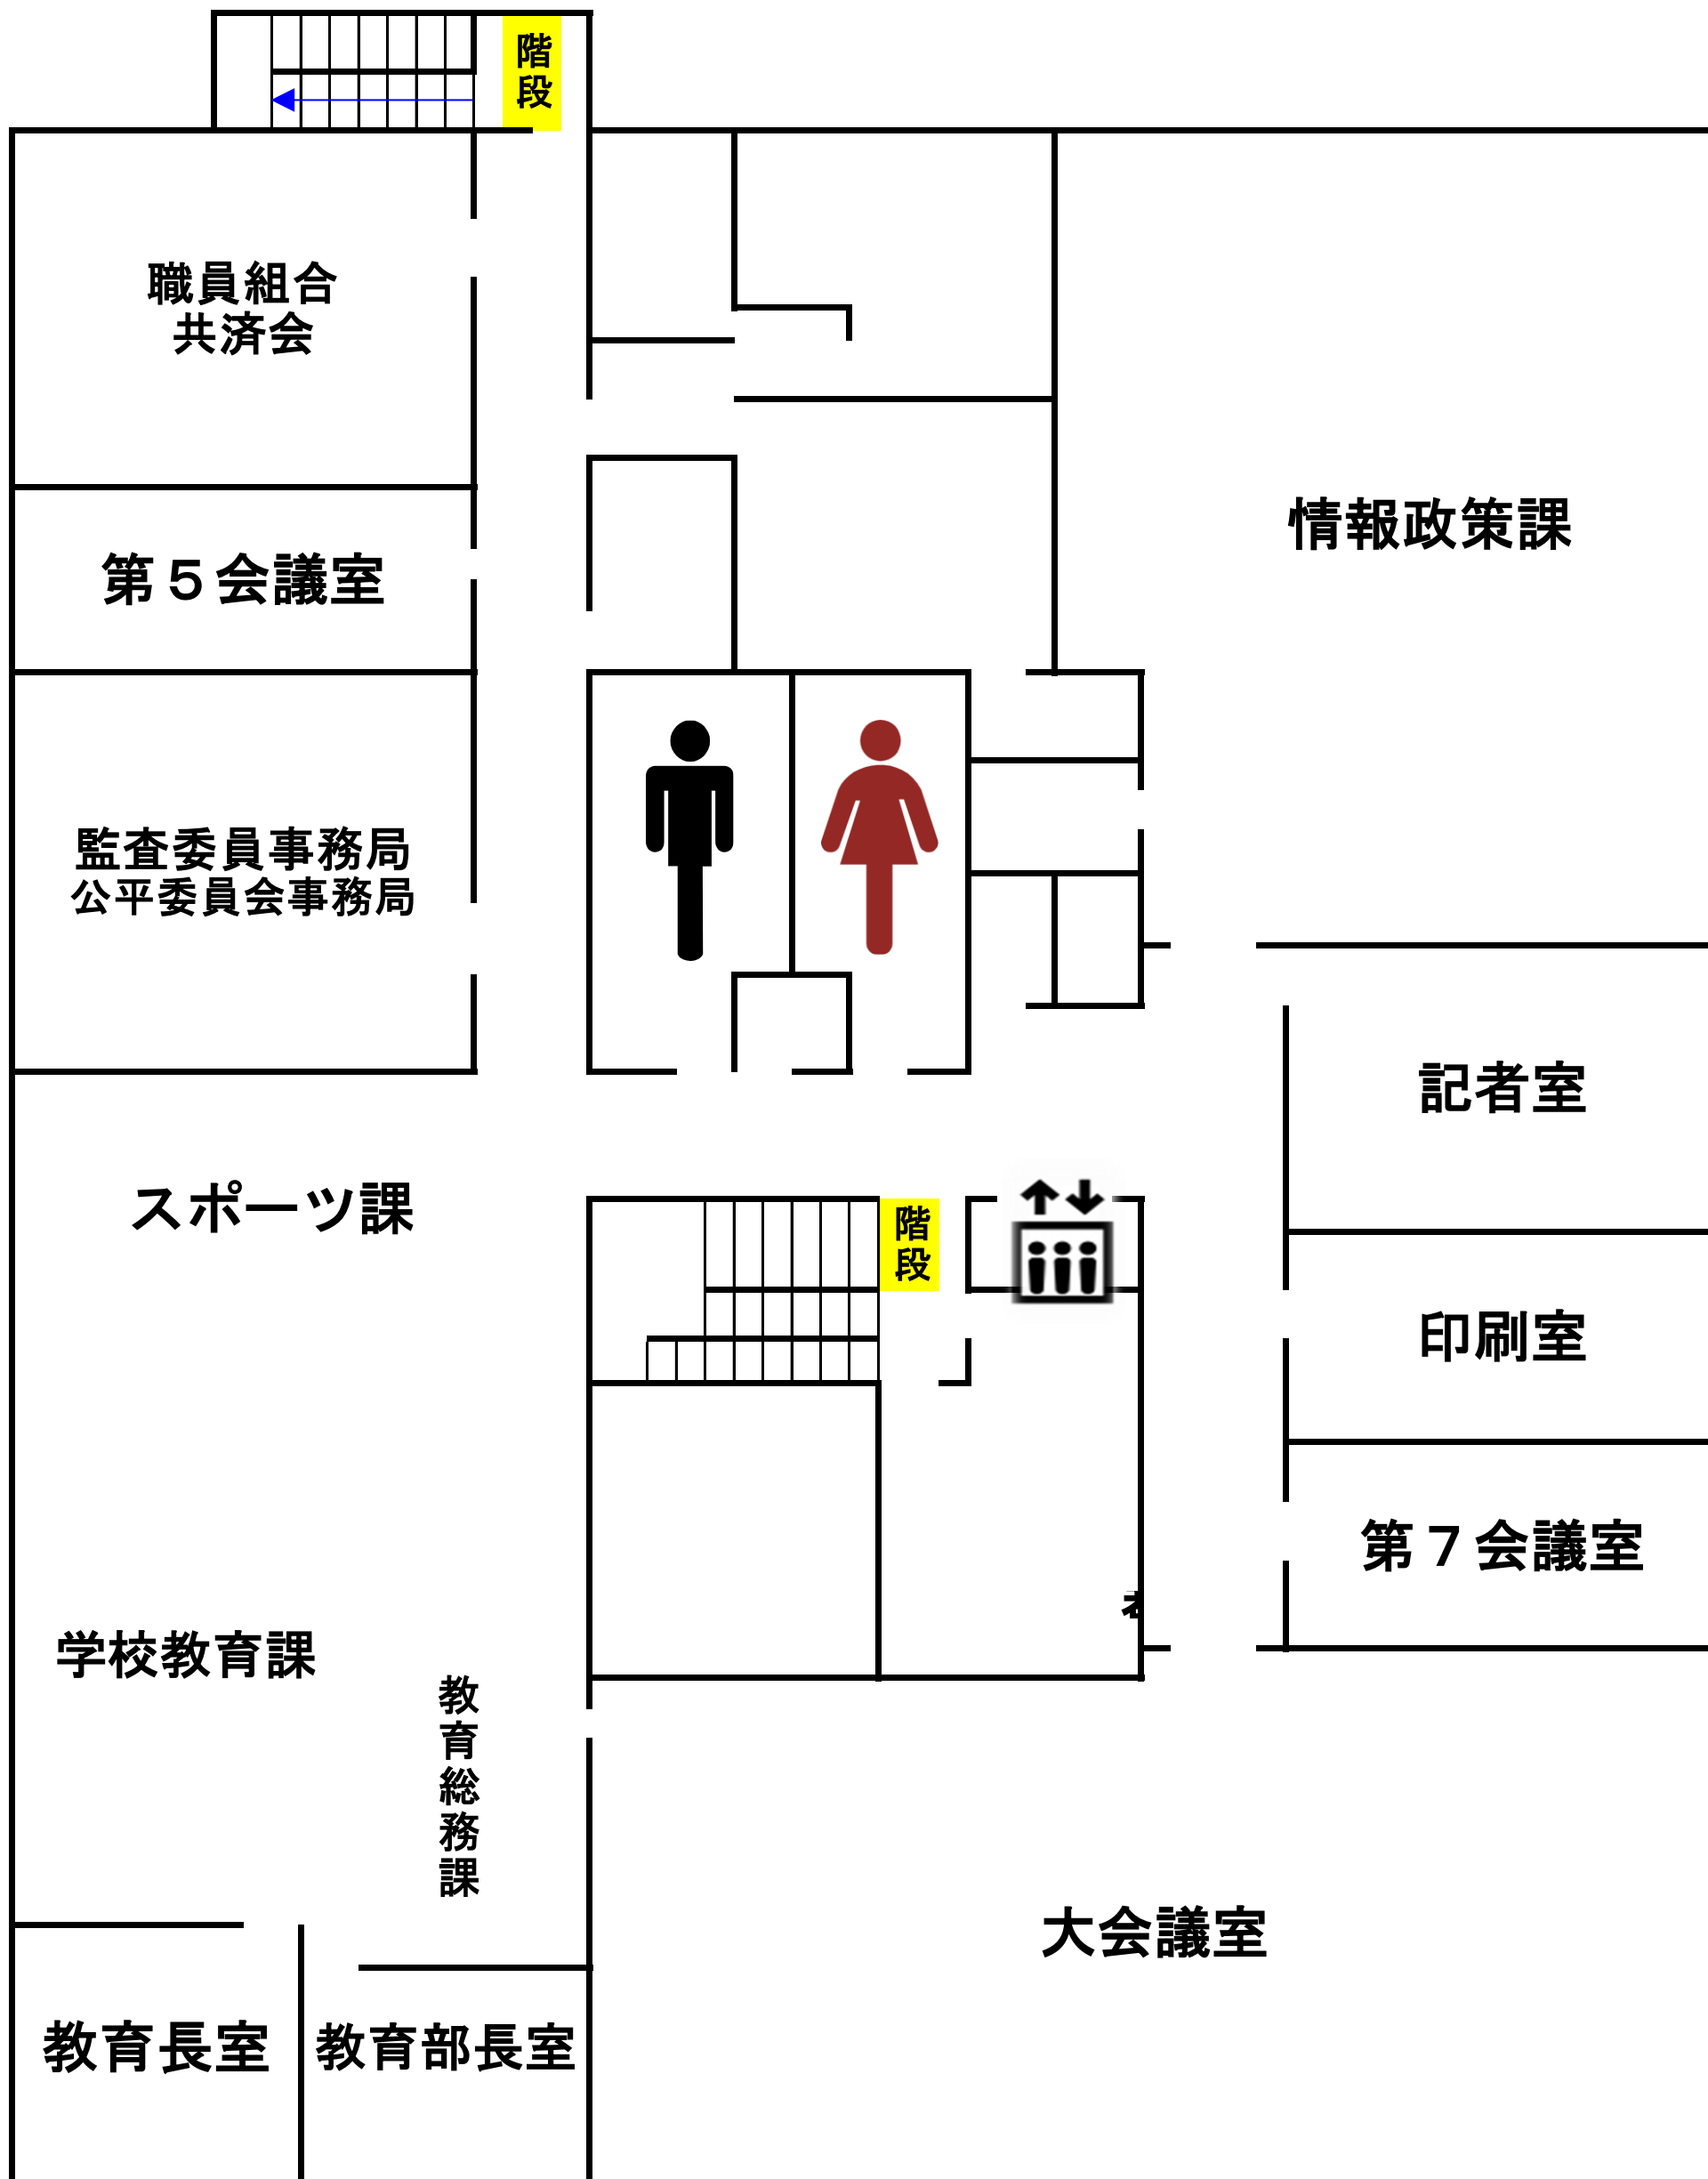 階段
職員組合
共済会
情報政策課
第５会議室
監査委員事務局
公平委員会事務局
記者室
スポーツ課
階段
印刷室
第７会議室
学校教育課
教育総務課
大会議室
教育長室
教育部長室